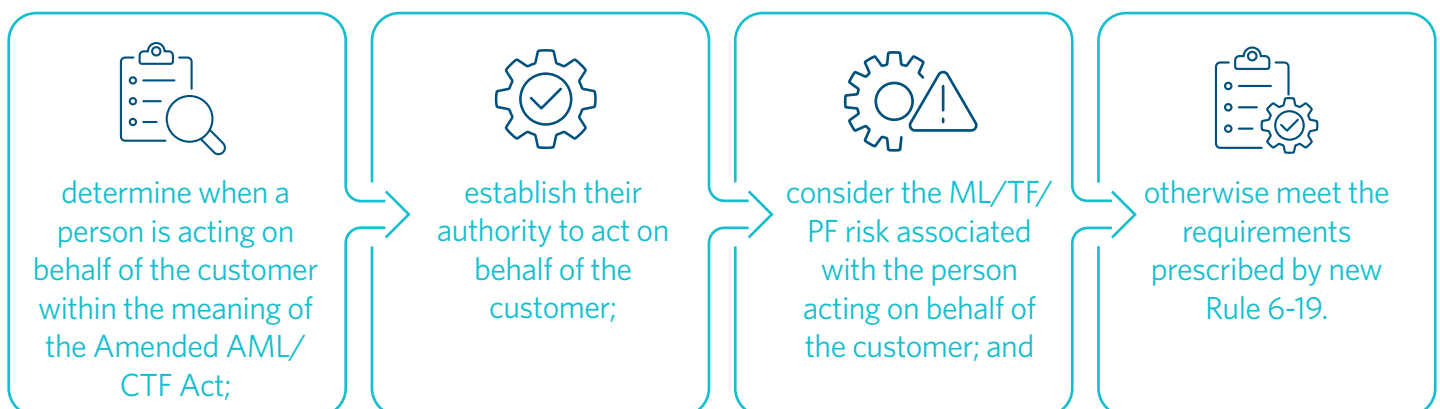 determine when a
person is acting on
behalf of the customer
within the meaning of
the Amended AML/
CTF Act;
establish their
authority to act on
behalf of the
customer;
consider the ML/TF/
PF risk associated
with the person
acting on behalf of
the customer; and
otherwise meet the
requirements
prescribed by new
Rule 6-19.